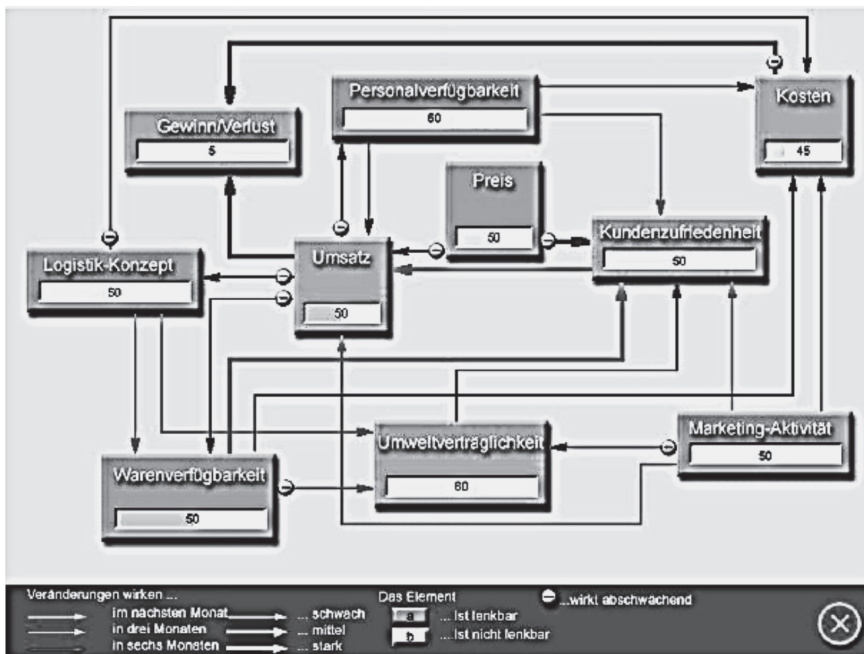 Personalverfügbarkeit
60
Kosten
45
Gewinn/Verlust
5
Preis
50
Kundenzufriedenheit
50
Logistik-Konzept
50
Umsatz
50
Umweltverträglichkeit
60
Marketing-Aktivität
50
Warenverfügbarkeit
50
Veränderungen wirken ...
im nächsten Monat
in drei Monaten
in sechs Monaten
... schwach
... mittel
... stark
Das Element
a ... ist lenkbar
b ... ist nicht lenkbar
...wirkt abschwächend